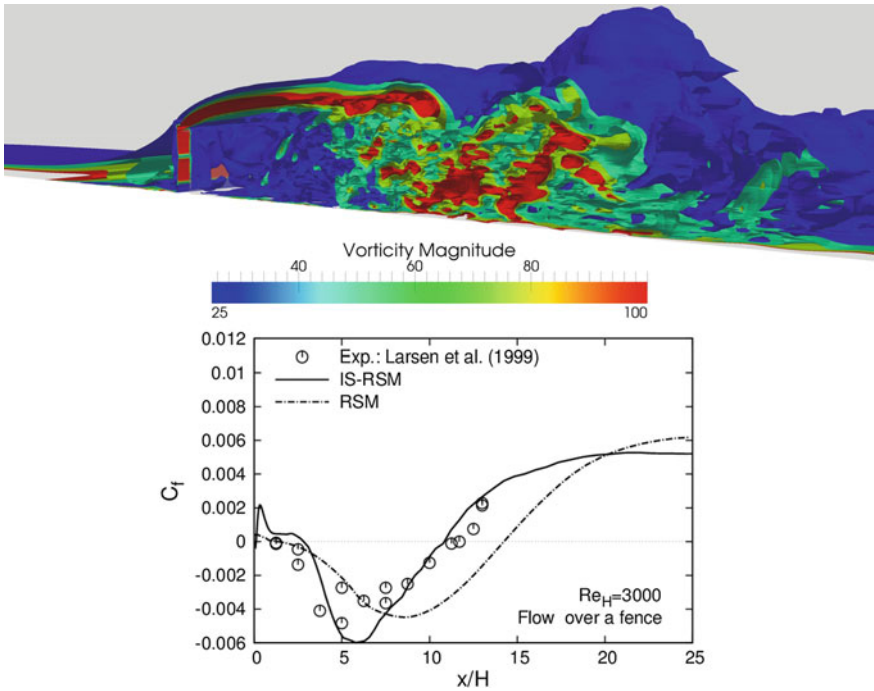 Vorticity Magnitude
40 60 80
25 100
0.012
0.01
0.008
0.006
0.004
0.002
0
-0.002
-0.004
-0.006
C_f
Exp.: Larsen et al. (1999)
IS-RSM
RSM
Re_H=3000
Flow over a fence
0 5 10 15 20 25
x/H